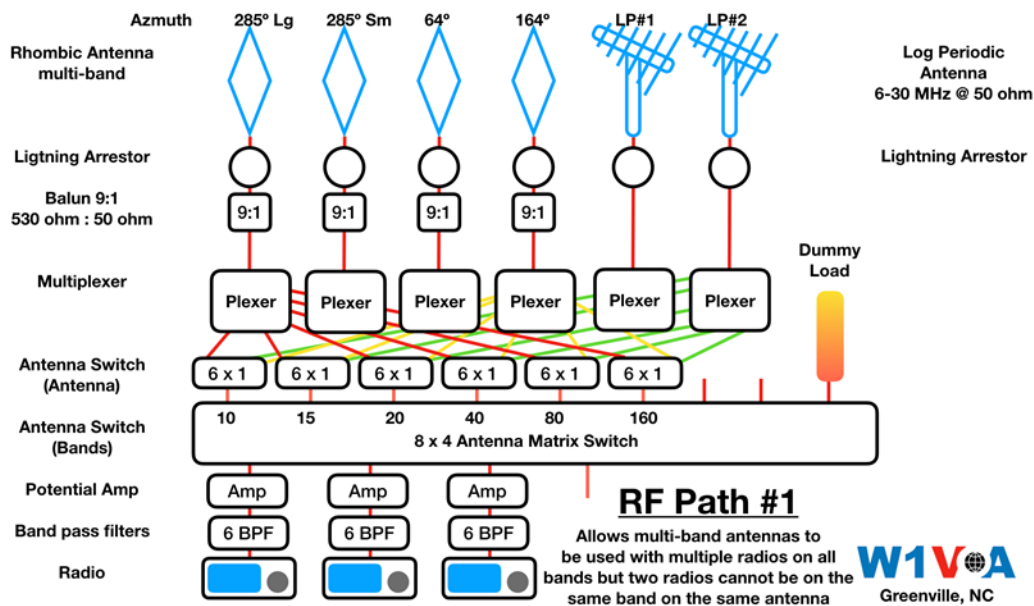 Azmuth 285º Lg 285º Sm 64º 164º LP#1 LP#2
Rhombic Antenna
multi-band
Log Periodic
Antenna
6-30 MHz @ 50 ohm
Ligtning Arrestor
Lightning Arrestor
Balun 9:1
530 ohm : 50 ohm
9:1 9:1 9:1 9:1
Dummy
Load
Multiplexer
Plexer Plexer Plexer Plexer Plexer Plexer
Antenna Switch
(Antenna)
6 x 1 6 x 1 6 x 1 6 x 1 6 x 1 6 x 1
10 15 20 40 80 160
Antenna Switch
(Bands)
8 x 4 Antenna Matrix Switch
Potential Amp
Amp Amp Amp
Band pass filters
6 BPF 6 BPF 6 BPF
Radio
RF Path #1
Allows multi-band antennas to
be used with multiple radios on all
bands but two radios cannot be on the
same band on the same antenna
W1VOA
Greenville, NC